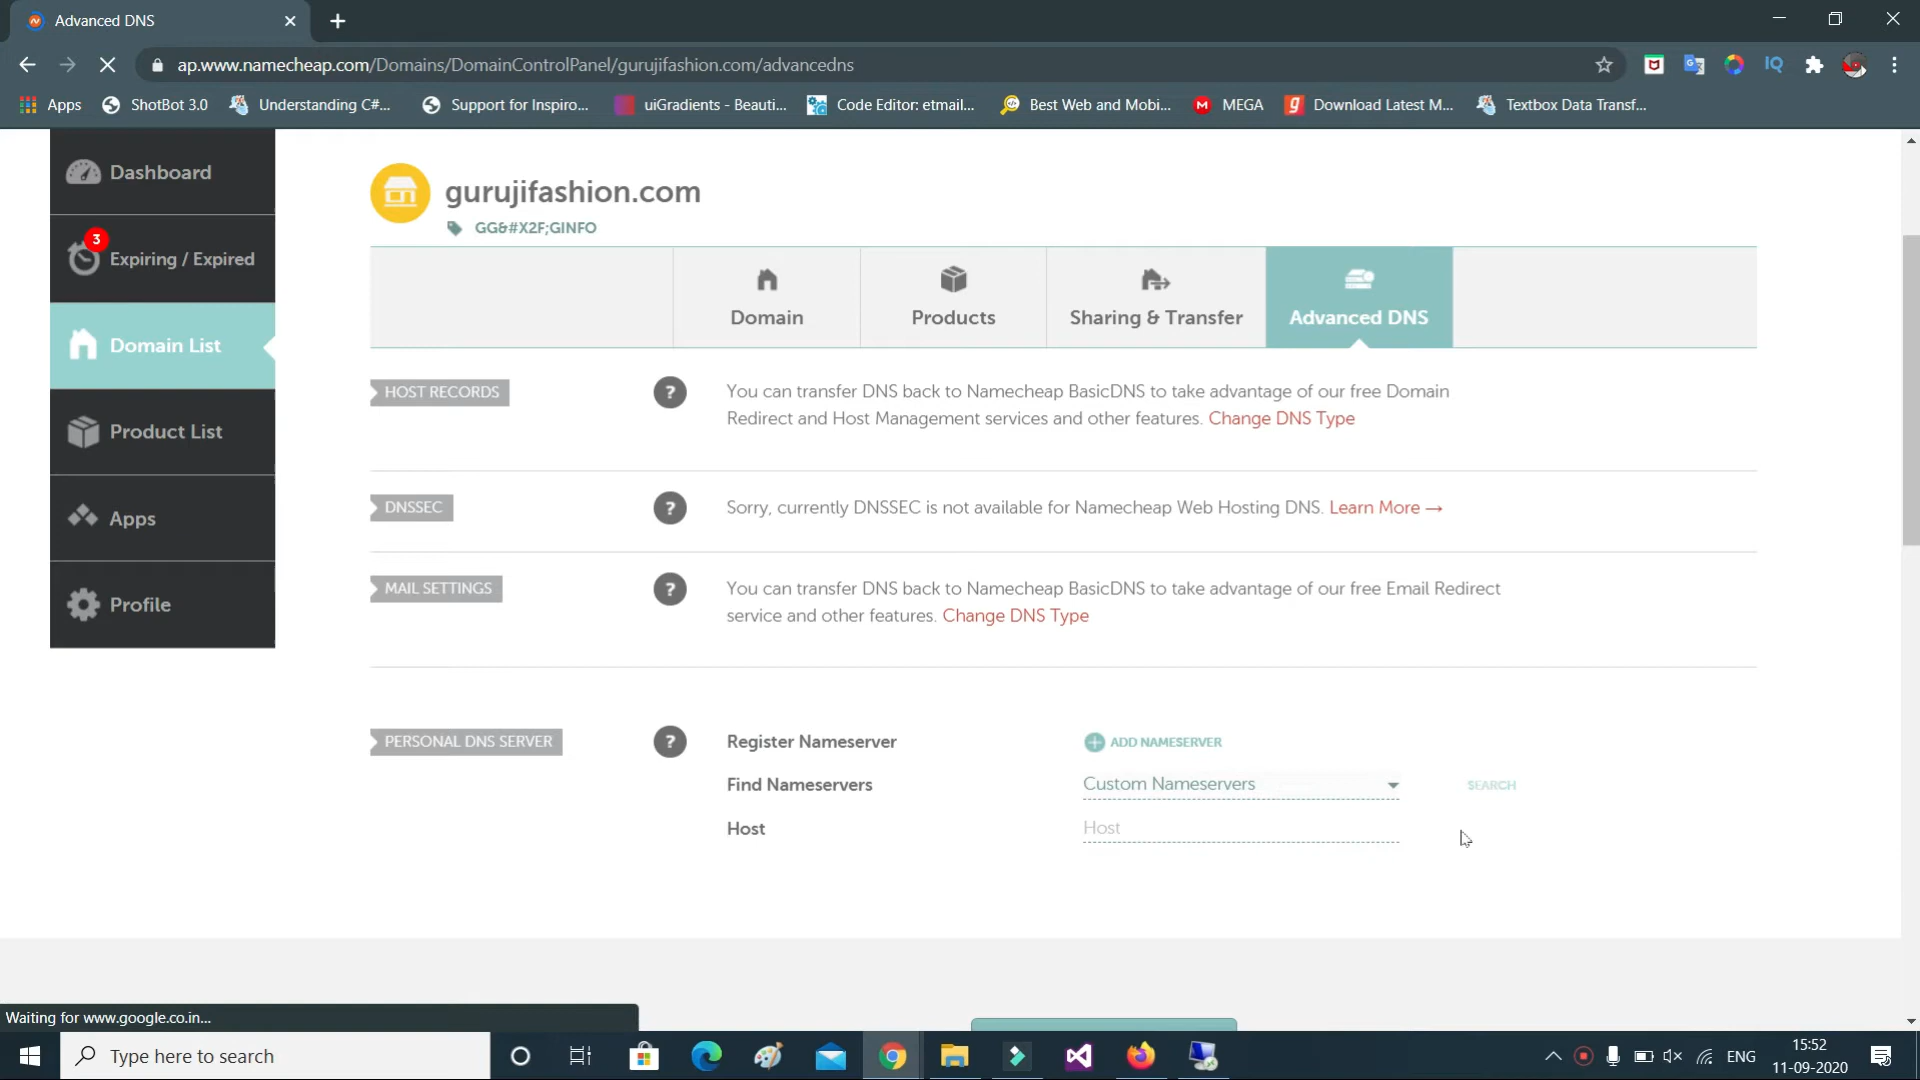 Advanced DNS
ap.www.namecheap.com/Domains/DomainControlPanel/gurujifashion.com/advancedns
Apps
ShotBot 3.0
Understanding C#...
Support for Inspiro...
uiGradients - Beauti...
Code Editor: etmail...
Best Web and Mobi...
MEGA
Download Latest M...
Textbox Data Transf...
Dashboard
3
Expiring / Expired
Domain List
Product List
Apps
Profile
gurujifashion.com
GG&#X2F;GINFO
Domain
Products
Sharing & Transfer
Advanced DNS
HOST RECORDS
?
You can transfer DNS back to Namecheap BasicDNS to take advantage of our free Domain
Redirect and Host Management services and other features. Change DNS Type
DNSSEC
?
Sorry, currently DNSSEC is not available for Namecheap Web Hosting DNS. Learn More →
MAIL SETTINGS
?
You can transfer DNS back to Namecheap BasicDNS to take advantage of our free Email Redirect
service and other features. Change DNS Type
PERSONAL DNS SERVER
?
Register Nameserver
ADD NAMESERVER
Find Nameservers
Custom Nameservers
SEARCH
Host
Host
Waiting for www.google.co.in...
Type here to search
ENG
15:52
11-09-2020